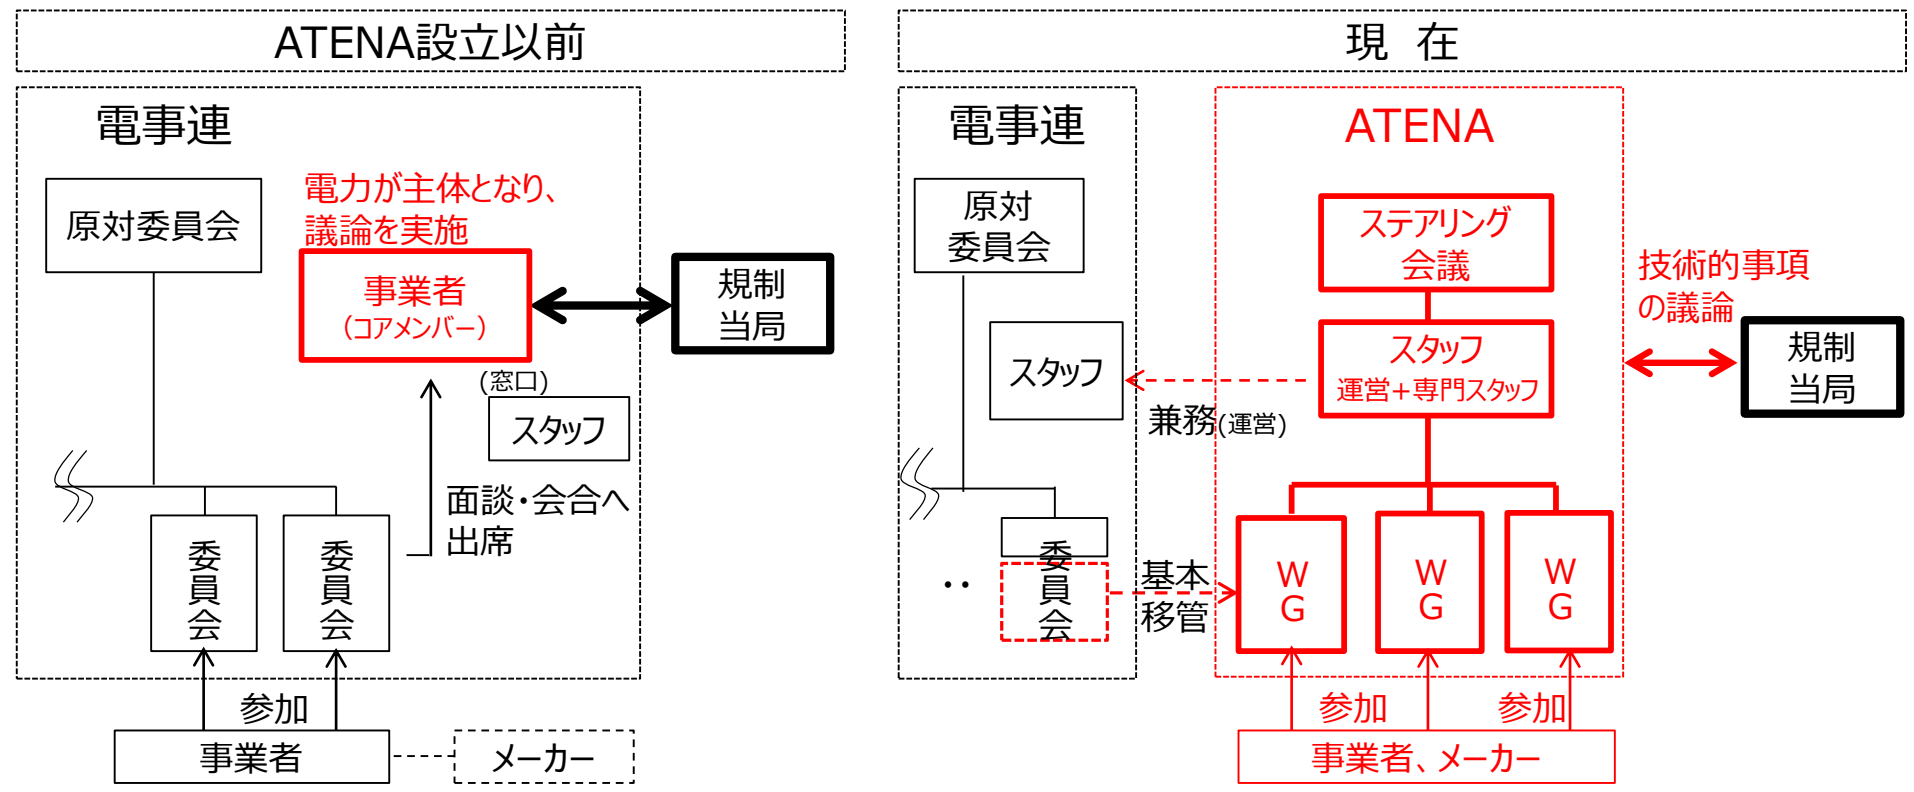 ATENA設立以前
電事連
原対委員会
電力が主体となり、
議論を実施
事業者
(コアメンバー)
規制
当局
(窓口)
スタッフ
面談・会合へ
出席
委員会
委員会
参加
事業者
メーカー
現 在
電事連
原対
委員会
スタッフ
兼務(運営)
‥
委員会
基本
移管
ATENA
ステアリング
会議
スタッフ
運営+専門スタッフ
技術的事項
の議論
規制
当局
WG
WG
WG
参加
参加
事業者、メーカー